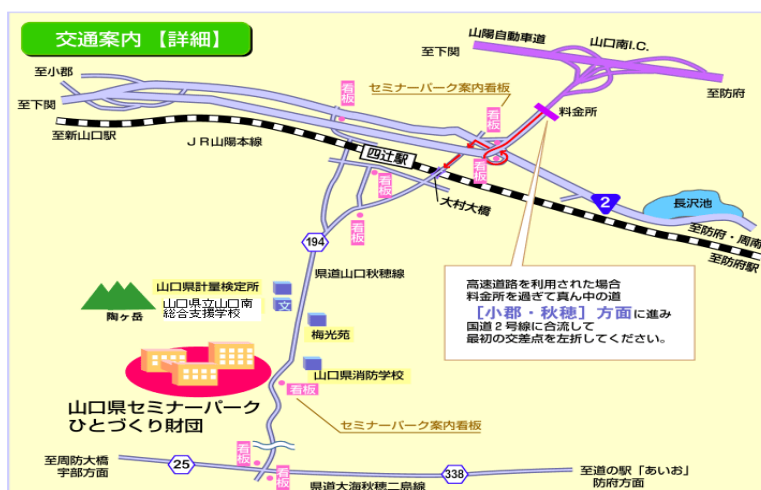 交通案内 【詳細】
山陽自動車道
山口南I.C.
至下関
至防府
至小郡
至下関
セミナーパーク案内看板
看板
看板
料金所
至新山口駅
JR山陽本線
四辻駅
看板
看板
大村大橋
2
長沢池
至防府・周南
至防府駅
看板
194
県道山口秋穂線
高速道路を利用された場合
料金所を過ぎて真ん中の道
[小郡・秋穂]方面に進み
国道2号線に合流して
最初の交差点を左折してください。
山口県計量検定所
陶ヶ岳
山口県立山口南
総合支援学校
文
梅光苑
山口県消防学校
看板
山口県セミナーパーク
ひとづくり財団
セミナーパーク案内看板
看板
至周防大橋
宇部方面
25
看板
県道大海秋穂二島線
338
至道の駅「あいお」
防府方面